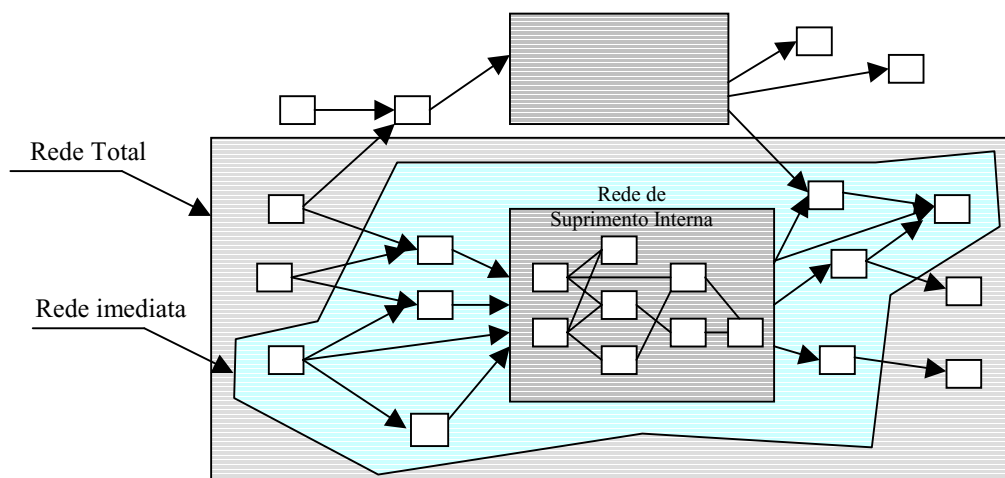 Rede Total
Rede de
Suprimento Interna
Rede imediata